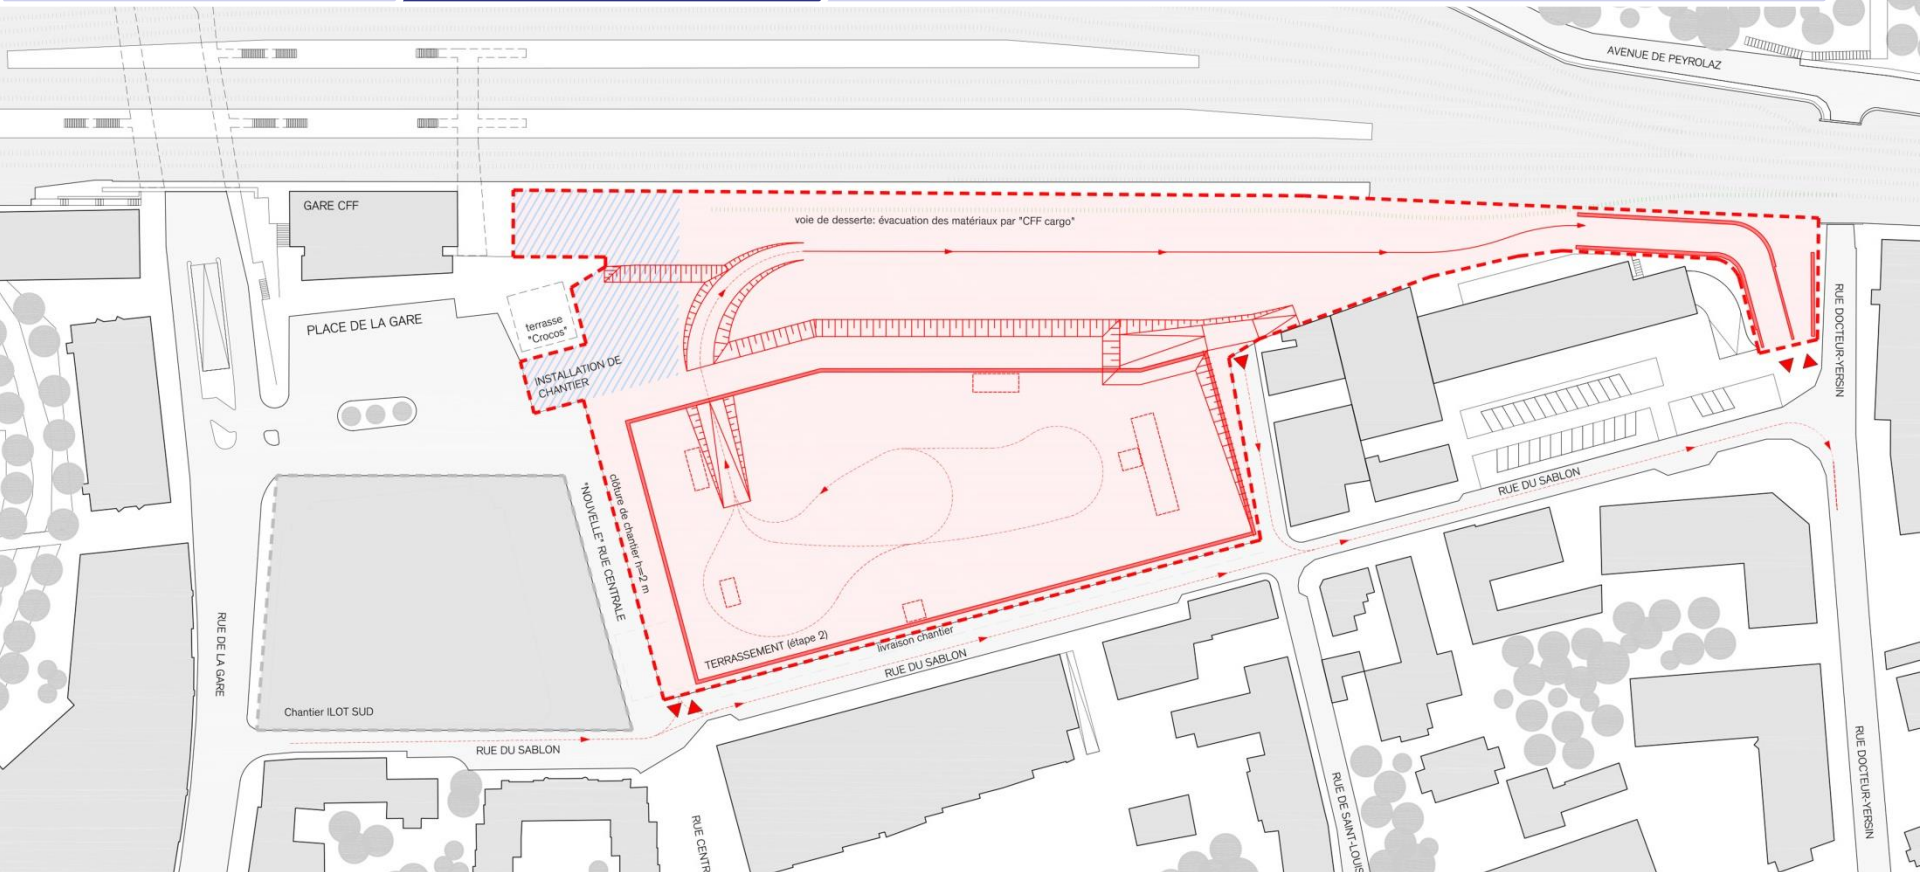 AVENUE DE PEYROLAZ
GARE CFF
voie de desserte: évacuation des matériaux par "CFF cargo"
PLACE DE LA GARE
terrasse
"Crocos"
INSTALLATION DE
CHANTIER
RUE DOCTEUR-YERSIN
clôture de chantier h=2 m
"NOUVELLE" RUE CENTRALE
RUE DU SABLON
RUE DE LA GARE
TERRASSEMENT (étape 2)
livraison chantier
RUE DU SABLON
Chantier ILOT SUD
RUE DU SABLON
RUE CENTR
RUE DE SAINT-LOUIS
RUE DOCTEUR-YERSIN